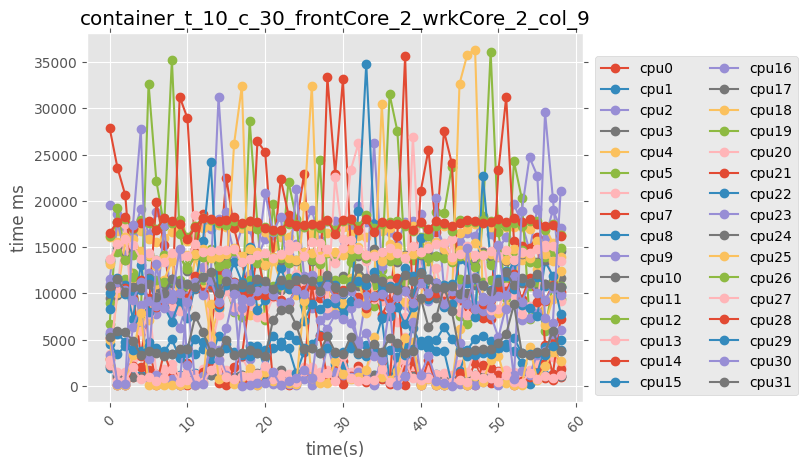 container_t_10_c_30_frontCore_2_wrkCore_2_col_9
time ms
35000
30000
25000
20000
15000
10000
5000
0
0
10
20
30
40
50
60
time(s)
cpu0
cpu1
cpu2
cpu3
cpu4
cpu5
cpu6
cpu7
cpu8
cpu9
cpu10
cpu11
cpu12
cpu13
cpu14
cpu15
cpu16
cpu17
cpu18
cpu19
cpu20
cpu21
cpu22
cpu23
cpu24
cpu25
cpu26
cpu27
cpu28
cpu29
cpu30
cpu31